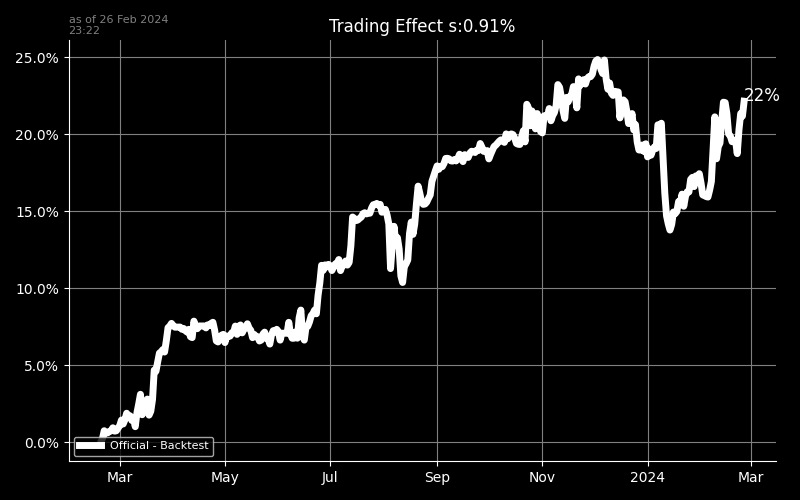 as of 26 Feb 2024
23:22
Trading Effect s:0.91%
25.0%
20.0%
15.0%
10.0%
5.0%
0.0%
22%
Official - Backtest
Mar
May
Jul
Sep
Nov
2024
Mar